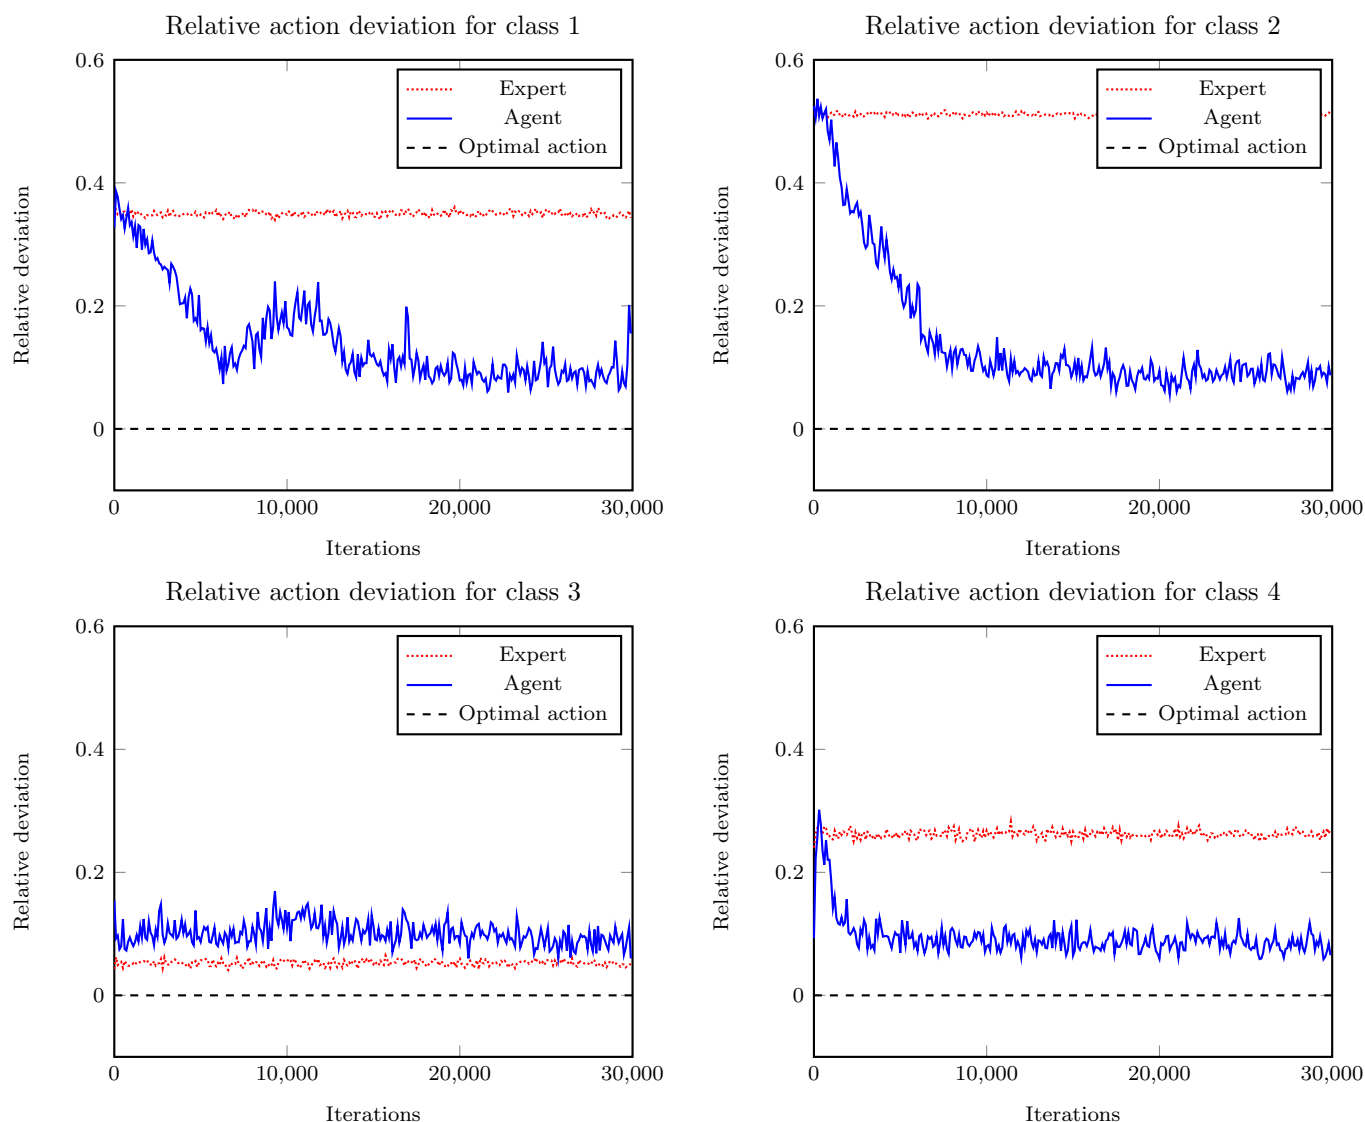 Relative action deviation for class 1
0.6
0.4
0.2
0
Relative deviation
Expert
Agent
Optimal action
0 10,000 20,000 30,000
Iterations
Relative action deviation for class 2
0.6
0.4
0.2
0
Relative deviation
Expert
Agent
Optimal action
0 10,000 20,000 30,000
Iterations
Relative action deviation for class 3
0.6
0.4
0.2
0
Relative deviation
Expert
Agent
Optimal action
0 10,000 20,000 30,000
Iterations
Relative action deviation for class 4
0.6
0.4
0.2
0
Relative deviation
Expert
Agent
Optimal action
0 10,000 20,000 30,000
Iterations